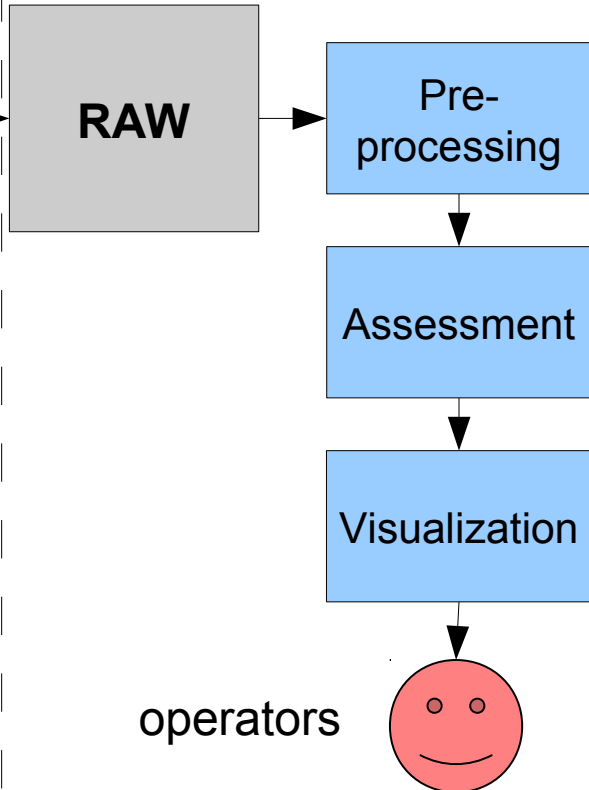 RAW
Pre-
processing
Assessment
Visualization
operators